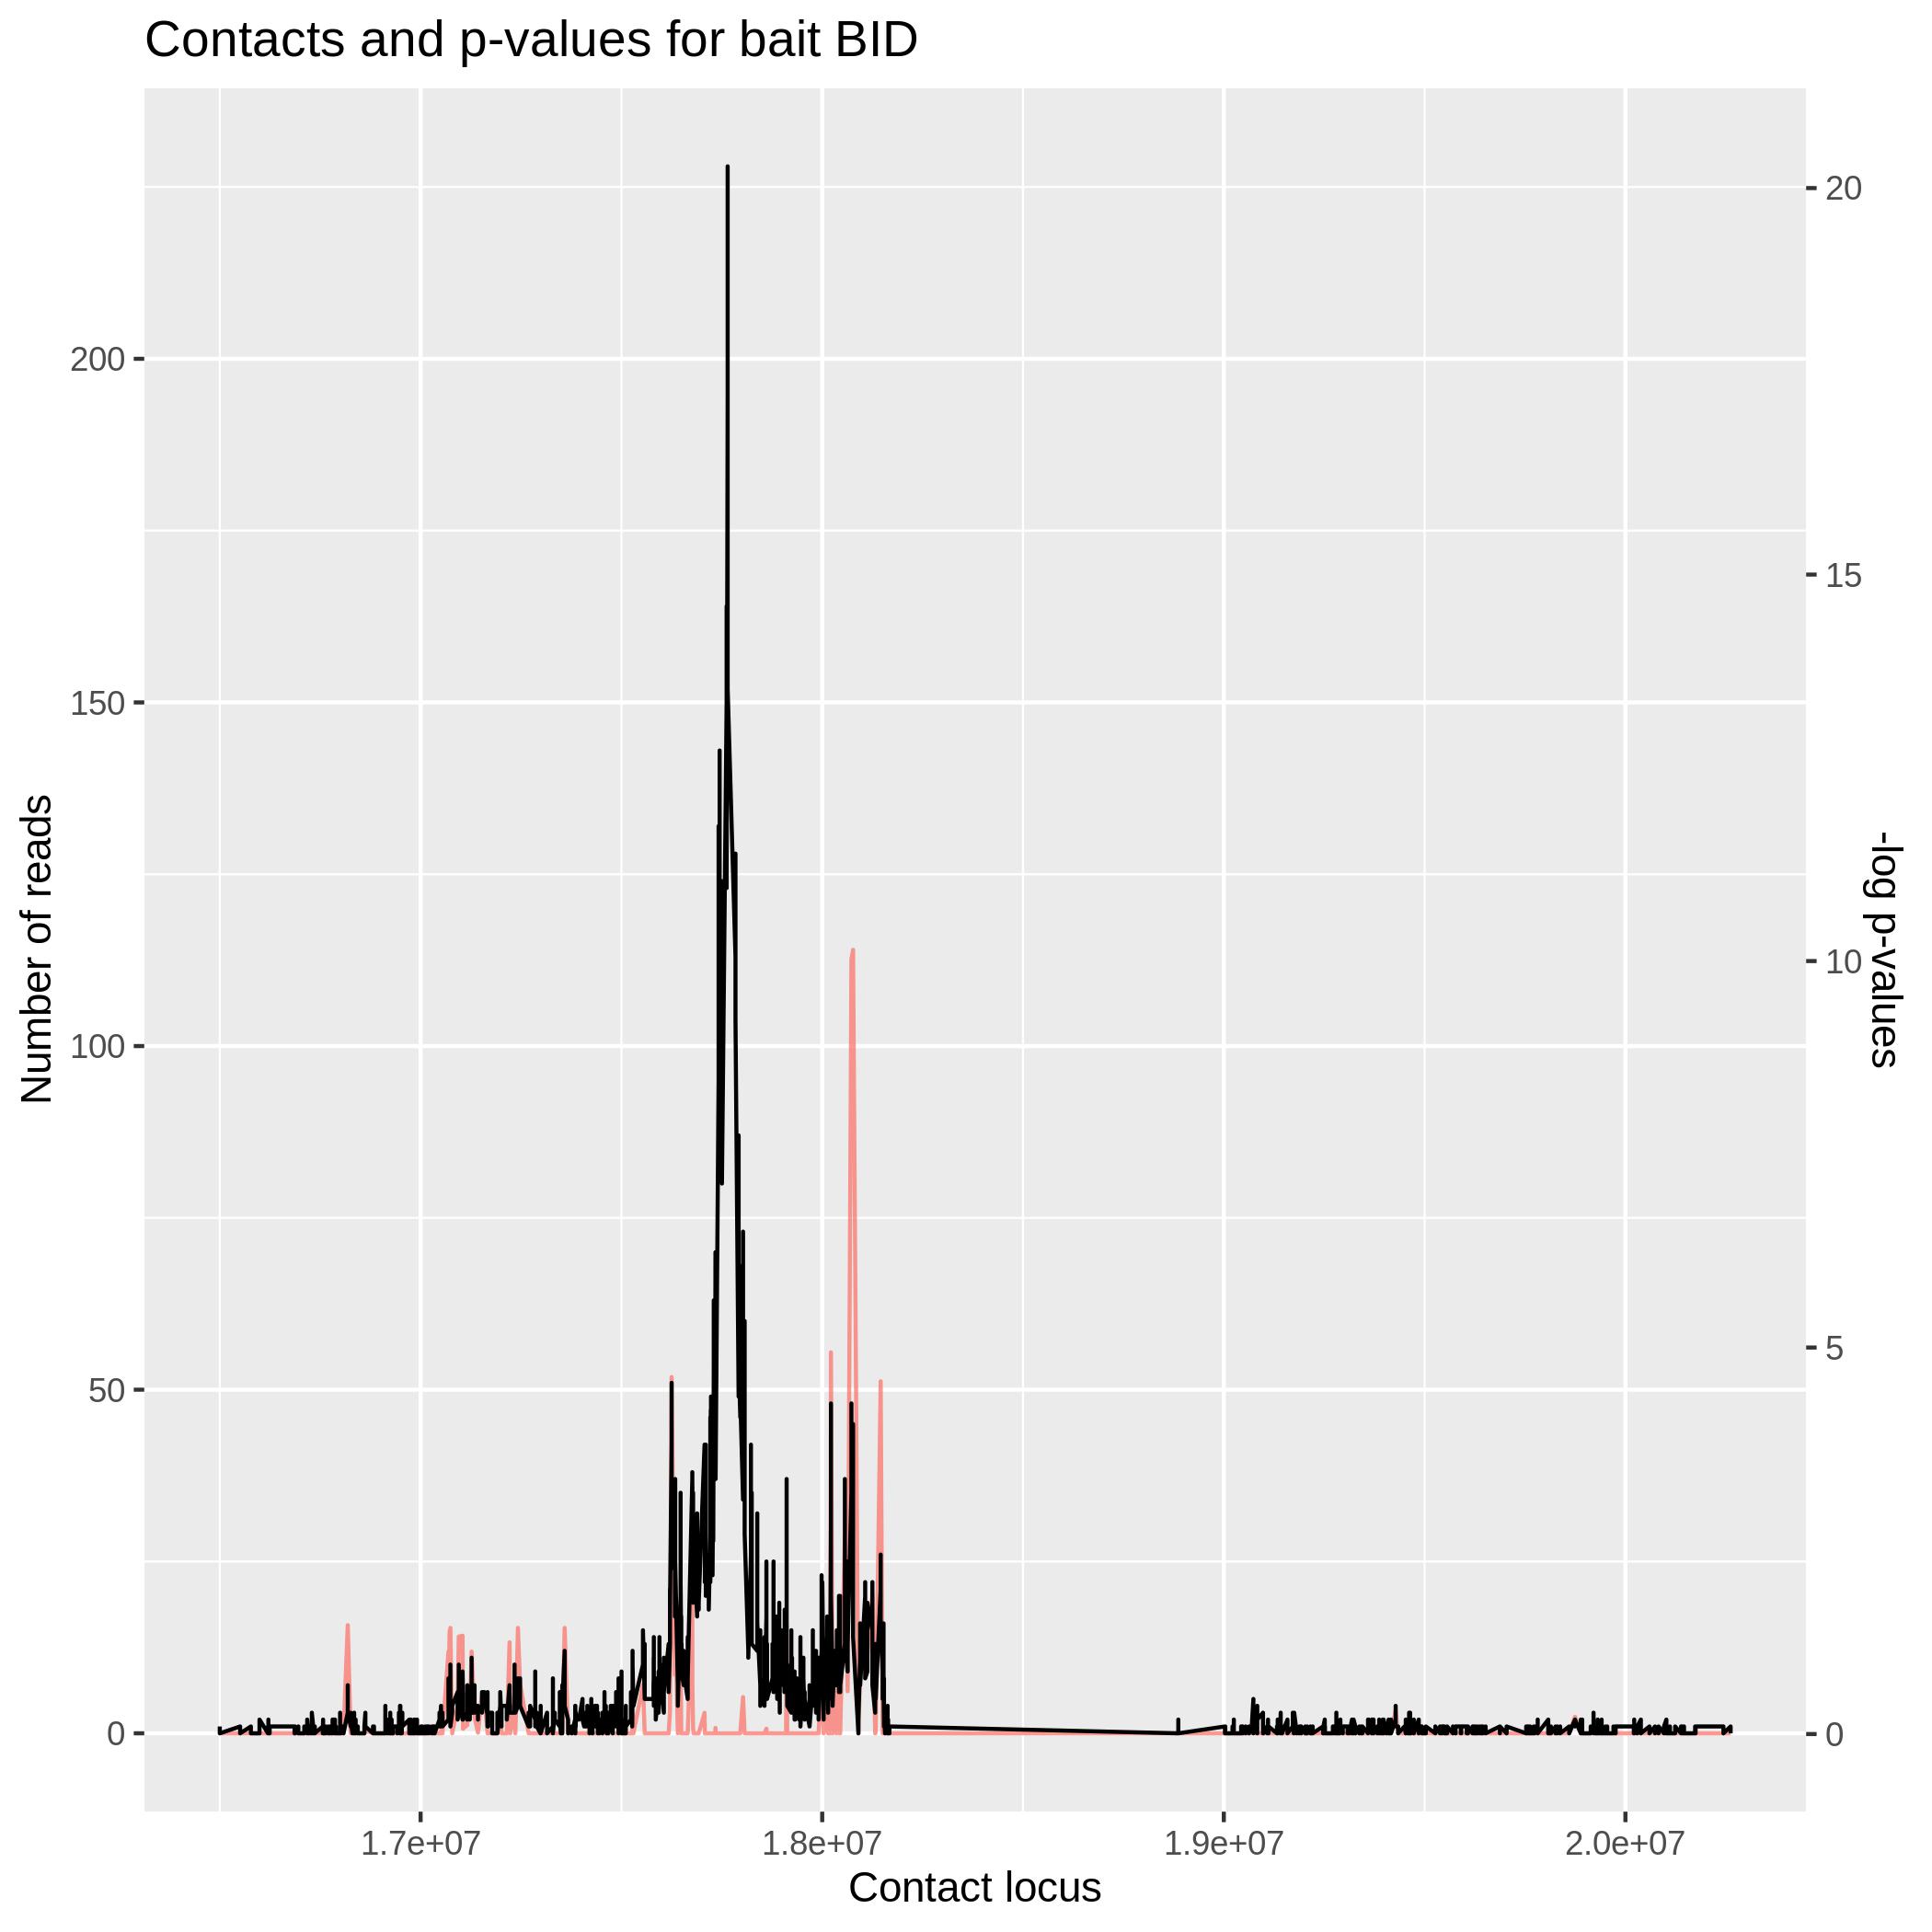 Contacts and p-values for bait BID
Number of reads
200
150
100
50
0
20
15
10
5
0
-log p-values
1.7e+07
1.8e+07
1.9e+07
2.0e+07
Contact locus